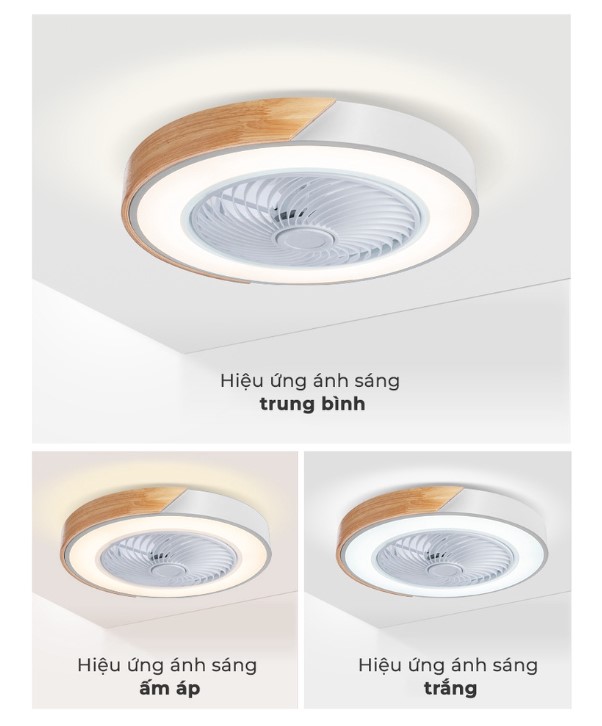 Hiệu ứng ánh sáng
trung bình
Hiệu ứng ánh sáng
ấm áp
Hiệu ứng ánh sáng
trắng